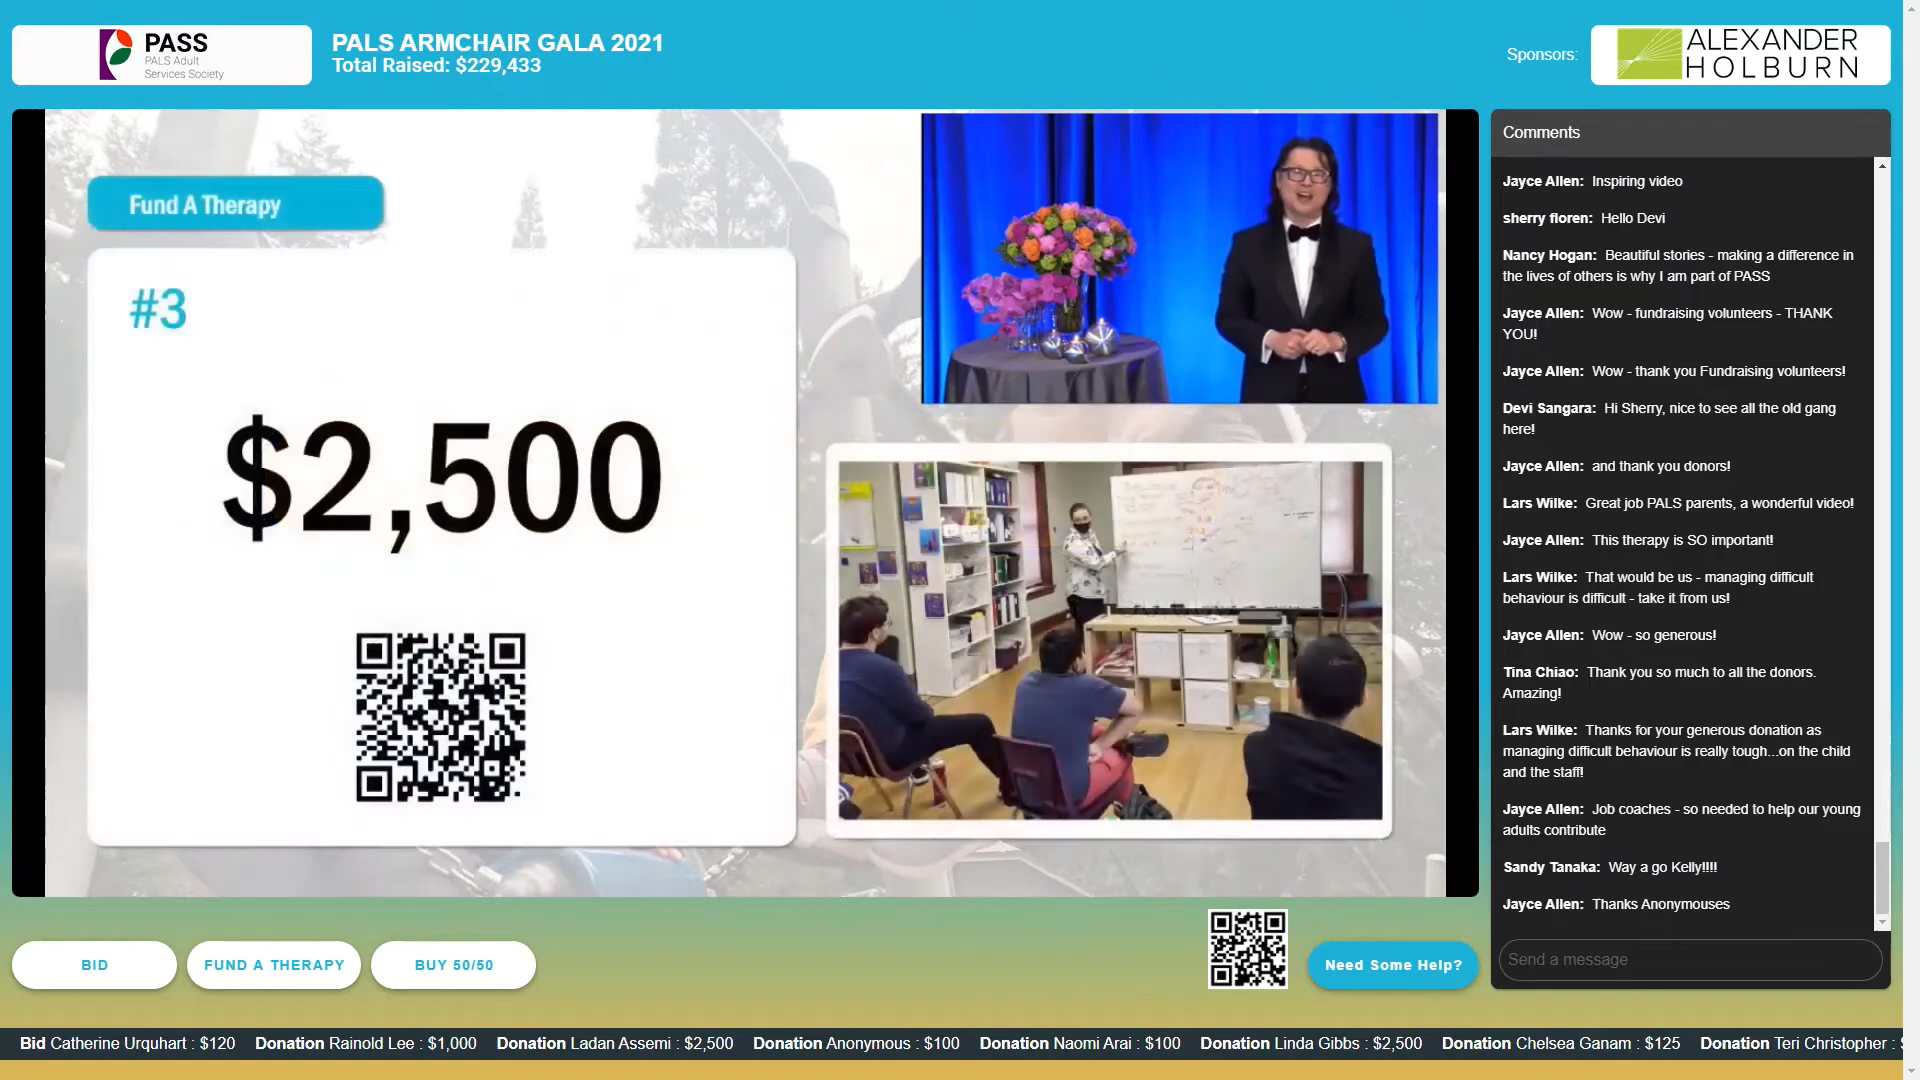 PASS
PALS Adult
Services Society
PALS ARMCHAIR GALA 2021
Total Raised: $229,433
Sponsors:
ALEXANDER
HOLBURN
Fund A Therapy
#3
$2,500
Comments
Jayce Allen: Inspiring video
sherry floren: Hello Devi
Nancy Hogan: Beautiful stories - making a difference in
the lives of others is why I am part of PASS
Jayce Allen: Wow - fundraising volunteers - THANK
YOU!
Jayce Allen: Wow - thank you Fundraising volunteers!
Devi Sangara: Hi Sherry, nice to see all the old gang
here!
Jayce Allen: and thank you donors!
Lars Wilke: Great job PALS parents, a wonderful video!
Jayce Allen: This therapy is SO important!
Lars Wilke: That would be us - managing difficult
behaviour is difficult - take it from us!
Jayce Allen: Wow - so generous!
Tina Chiao: Thank you so much to all the donors.
Amazing!
Lars Wilke: Thanks for your generous donation as
managing difficult behaviour is really tough...on the child
and the staff!
Jayce Allen: Job coaches - so needed to help our young
adults contribute
Sandy Tanaka: Way a go Kelly!!!!
Jayce Allen: Thanks Anonymouses
Send a message
BID
FUND A THERAPY
BUY 50/50
Need Some Help?
Bid Catherine Urquhart : $120 Donation Rainold Lee : $1,000 Donation Ladan Assemi : $2,500 Donation Anonymous : $100 Donation Naomi Arai : $100 Donation Linda Gibbs : $2,500 Donation Chelsea Ganam : $125 Donation Teri Christopher :